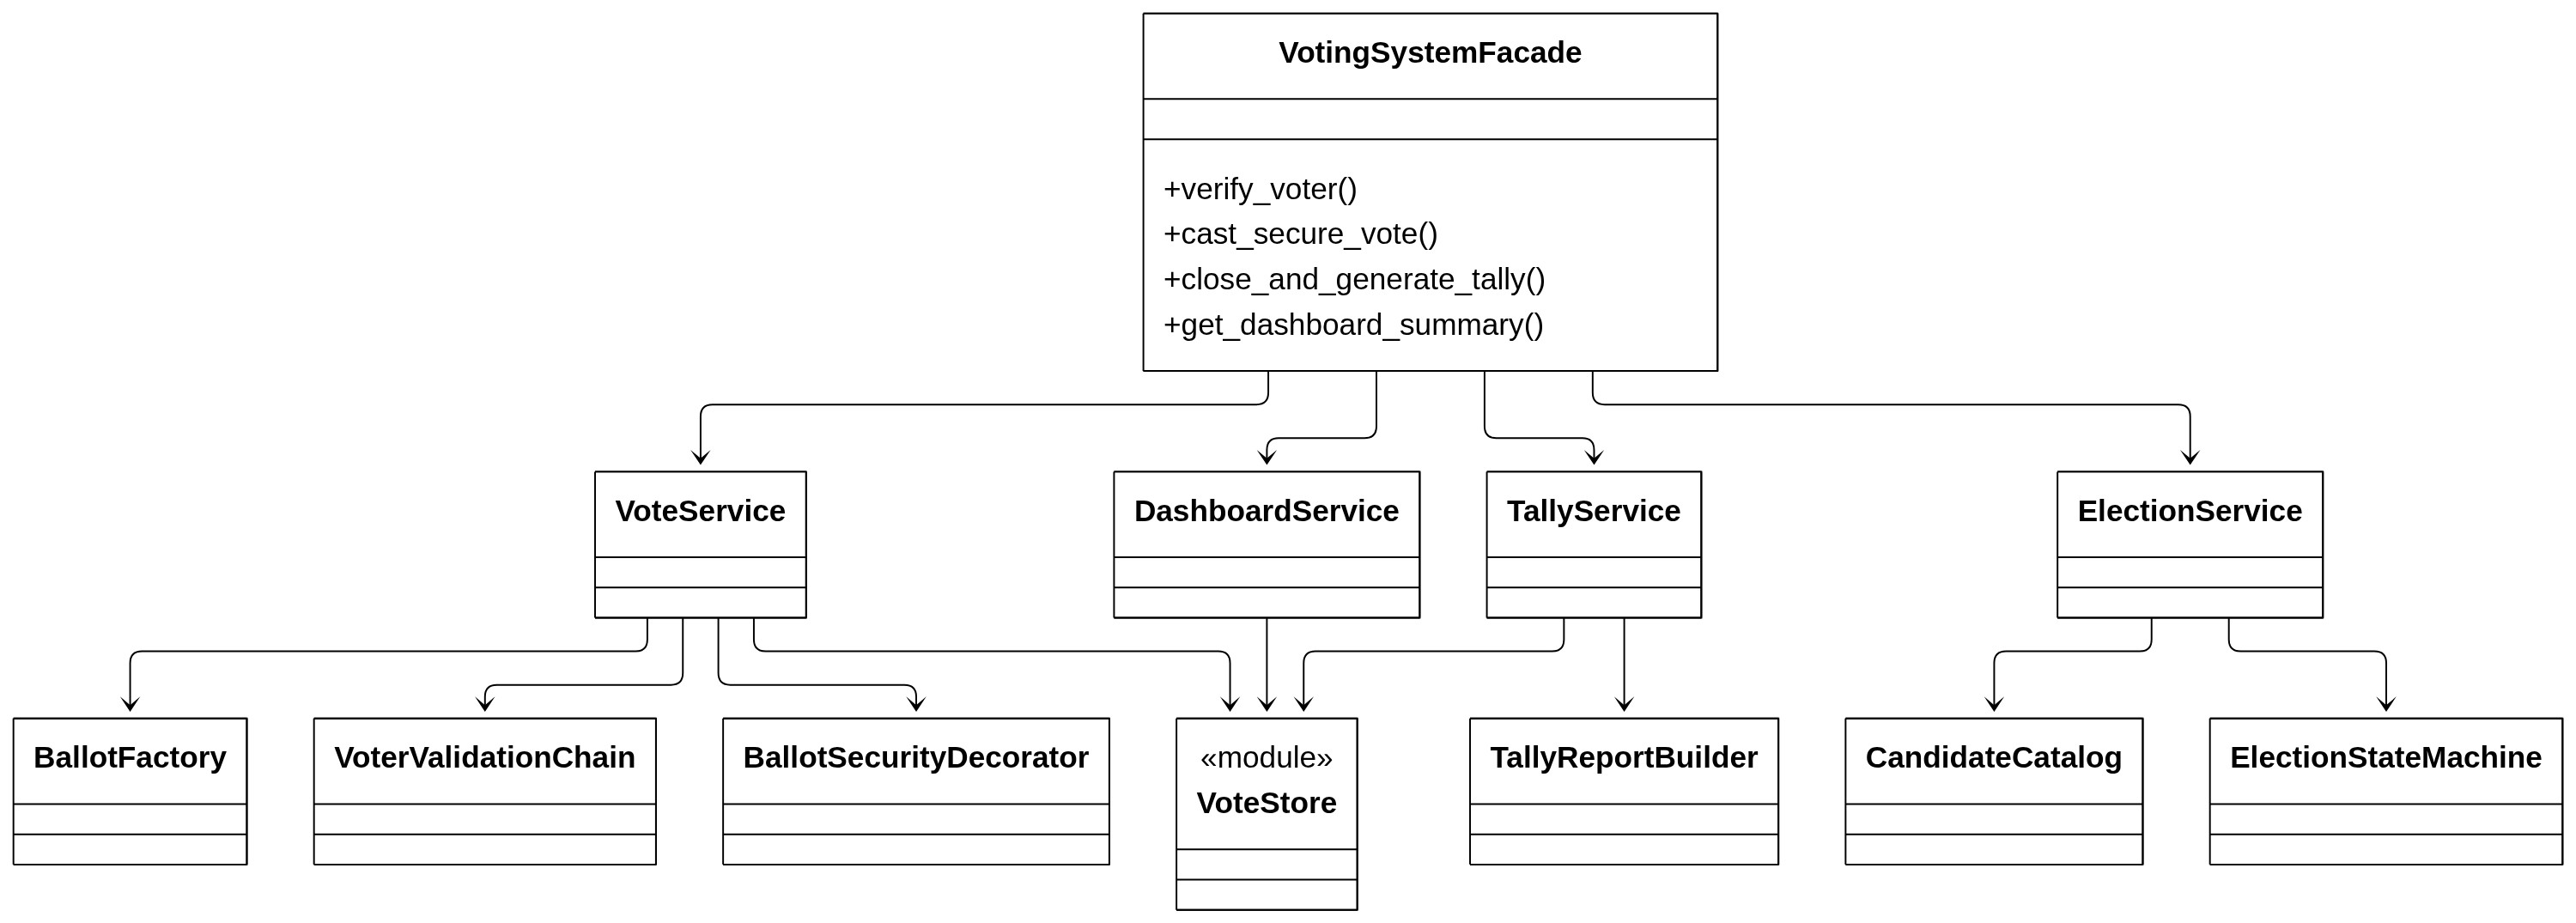 VotingSystemFacade
+verify_voter()
+cast_secure_vote()
+close_and_generate_tally()
+get_dashboard_summary()
VoteService
DashboardService
TallyService
ElectionService
BallotFactory
VoterValidationChain
BallotSecurityDecorator
«module»
VoteStore
TallyReportBuilder
CandidateCatalog
ElectionStateMachine